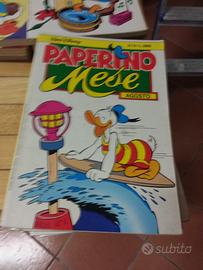 Walt Disney
PAPERINO
Mese
AGOSTO
subito